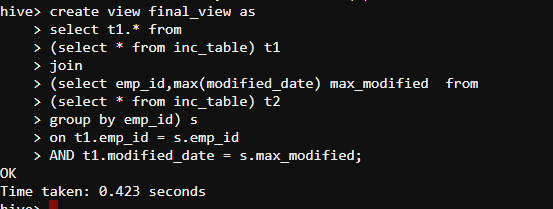 hive> create view final_view as
    > select t1.* from
    > (select * from inc_table) t1
    > join
    > (select emp_id,max(modified_date) max_modified  from
    > (select * from inc_table) t2
    > group by emp_id) s
    > on t1.emp_id = s.emp_id
    > AND t1.modified_date = s.max_modified;
OK
Time taken: 0.423 seconds
hive>